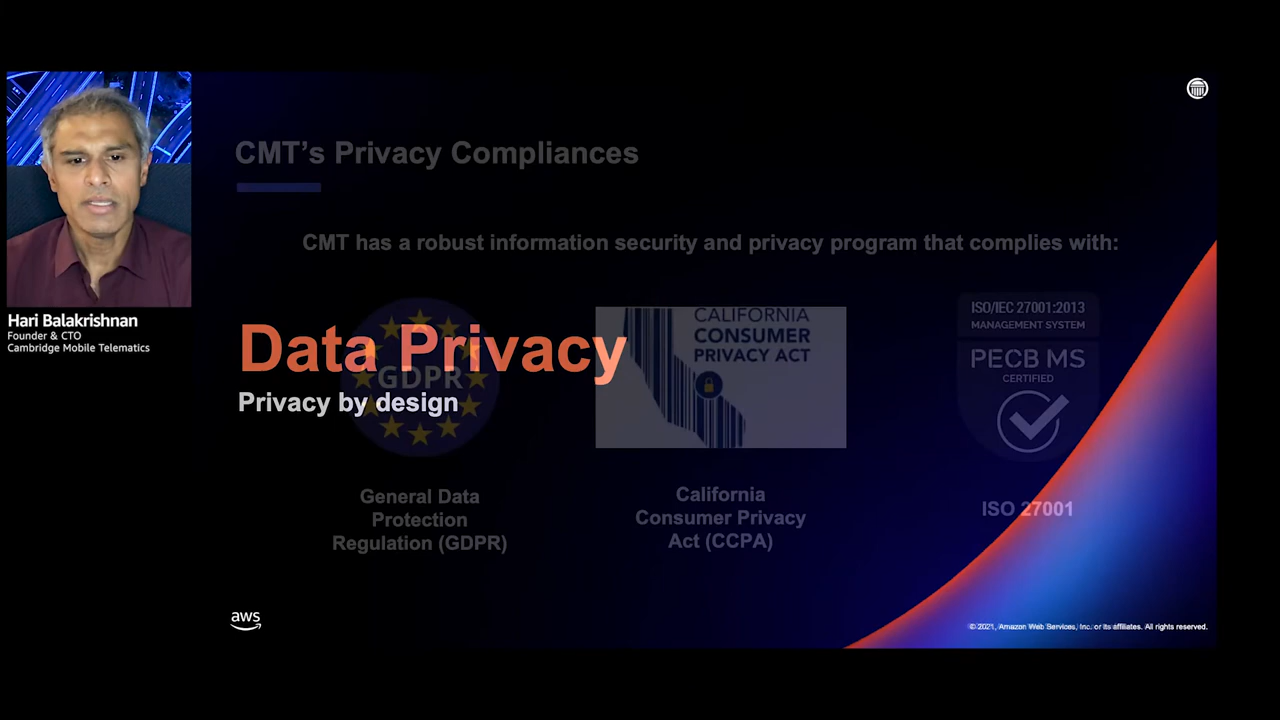 CMT's Privacy Compliances
CMT has a robust information security and privacy program that complies with:
Hari Balakrishnan
Founder & CTO
Cambridge Mobile Telematics
Data Privacy
Privacy by design
GDPR
CALIFORNIA
CONSUMER
PRIVACY ACT
ISO/IEC 27001:2013
MANAGEMENT SYSTEM
PECB MS
CERTIFIED
General Data
Protection
Regulation (GDPR)
California
Consumer Privacy
Act (CCPA)
ISO 27001
aws
© 2021, Amazon Web Services, Inc. or its affiliates. All rights reserved.